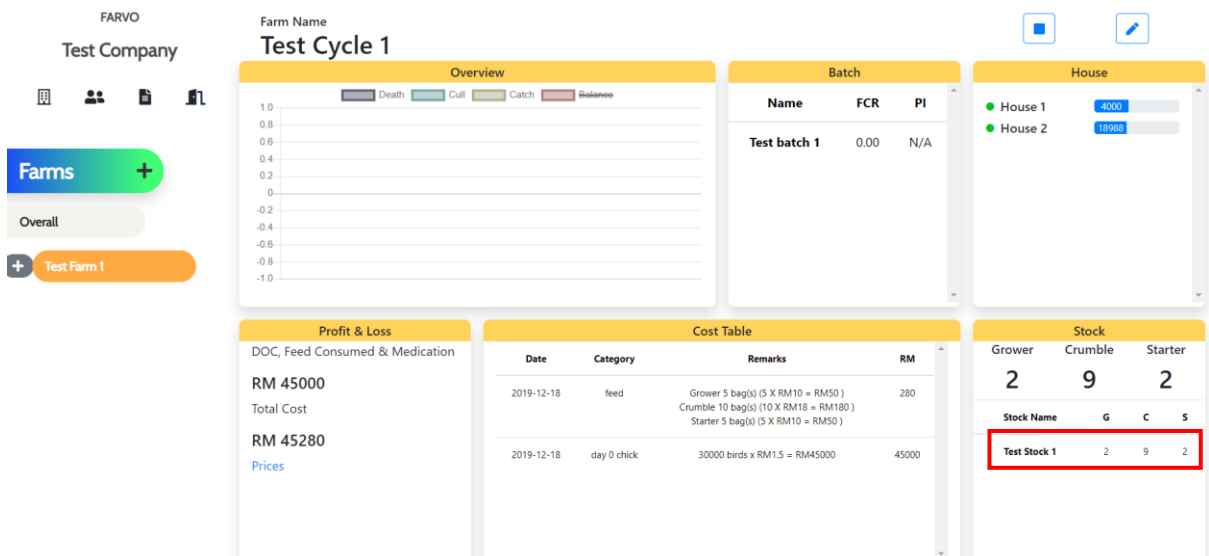 FARVO
Test Company
Farms +
Overall
+ Test Farm 1
Farm Name
Test Cycle 1
Overview
Death Cull Catch Balance
1.0
0.8
0.6
0.4
0.2
0
-0.2
-0.4
-0.6
-0.8
-1.0
Batch
Name FCR PI
Test batch 1 0.00 N/A
House
House 1 4000
House 2 18988
Profit & Loss
DOC, Feed Consumed & Medication
RM 45000
Total Cost
RM 45280
Prices
Cost Table
Date Category Remarks RM
2019-12-18 feed Grower 5 bag(s) (5 X RM10 = RM50 ) 280
Crumble 10 bag(s) (10 X RM18 = RM180 )
Starter 5 bag(s) (5 X RM10 = RM50 )
2019-12-18 day 0 chick 30000 birds x RM1.5 = RM45000 45000
Stock
Grower Crumble Starter
2 9 2
Stock Name G C S
Test Stock 1 2 9 2